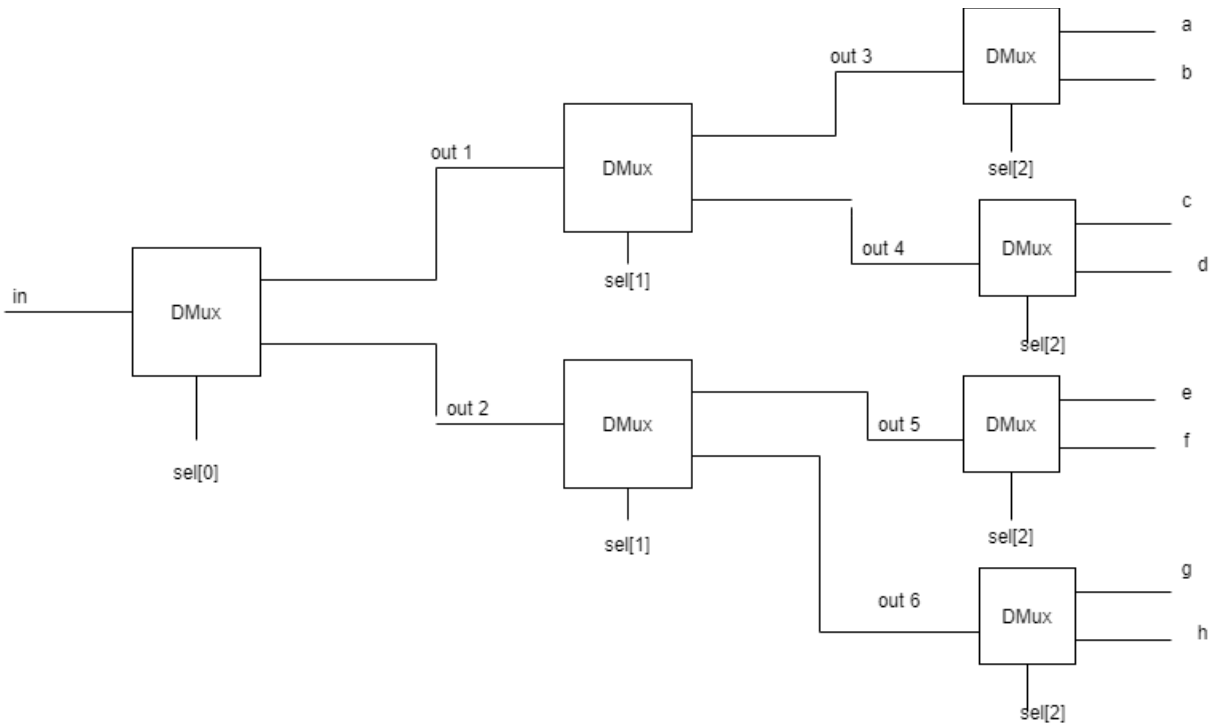 a
out 3
DMux
b
out 1
DMux
sel[2]
c
out 4
DMux
d
sel[1]
in
DMux
sel[2]
e
out 2
DMux
out 5
DMux
f
sel[0]
sel[1]
sel[2]
g
out 6
DMux
h
sel[2]